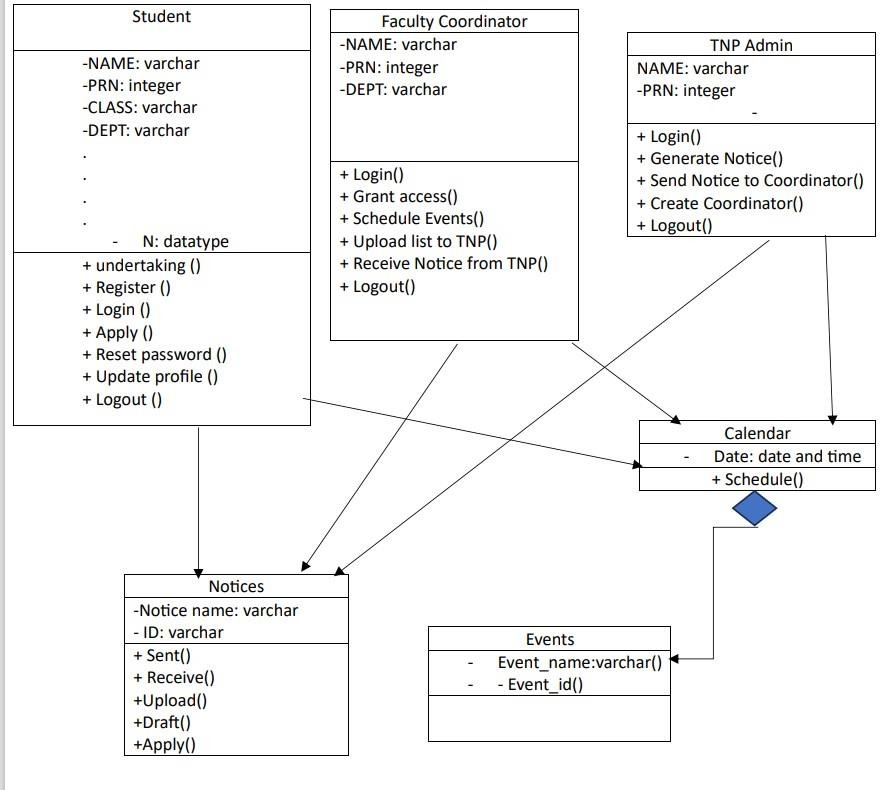 Student
-NAME: varchar
-PRN: integer
-CLASS: varchar
-DEPT: varchar
.
.
.
.
- N: datatype
+ undertaking ()
+ Register ()
+ Login ()
+ Apply ()
+ Reset password ()
+ Update profile ()
+ Logout ()
Faculty Coordinator
-NAME: varchar
-PRN: integer
-DEPT: varchar
+ Login()
+ Grant access()
+ Schedule Events()
+ Upload list to TNP()
+ Receive Notice from TNP()
+ Logout()
TNP Admin
NAME: varchar
-PRN: integer
-
+ Login()
+ Generate Notice()
+ Send Notice to Coordinator()
+ Create Coordinator()
+ Logout()
Calendar
- Date: date and time
+ Schedule()
Notices
-Notice name: varchar
- ID: varchar
+ Sent()
+ Receive()
+Upload()
+Draft()
+Apply()
Events
- Event_name:varchar()
- - Event_id()